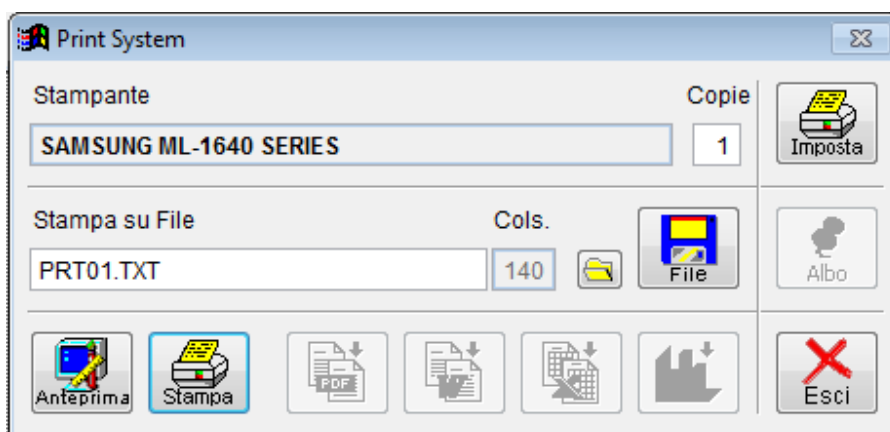 Print System
Stampante
Copie
SAMSUNG ML-1640 SERIES
1
Imposta
Stampa su File
Cols.
PRT01.TXT
140
File
Albo
Anteprima
Stampa
PDF
Esci